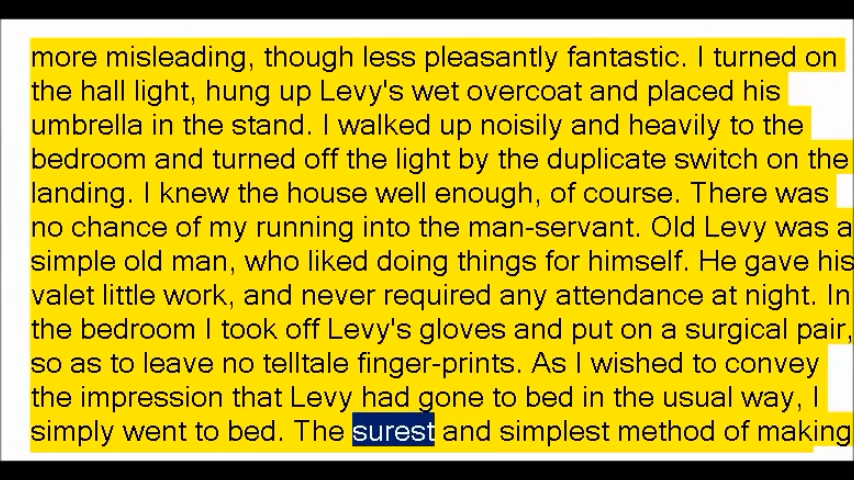 more misleading, though less pleasantly fantastic. I turned on
the hall light, hung up Levy's wet overcoat and placed his
umbrella in the stand. I walked up noisily and heavily to the
bedroom and turned off the light by the duplicate switch on the
landing. I knew the house well enough, of course. There was
no chance of my running into the man-servant. Old Levy was a
simple old man, who liked doing things for himself. He gave his
valet little work, and never required any attendance at night. In
the bedroom I took off Levy's gloves and put on a surgical pair,
so as to leave no telltale finger-prints. As I wished to convey
the impression that Levy had gone to bed in the usual way, I
simply went to bed. The surest and simplest method of making